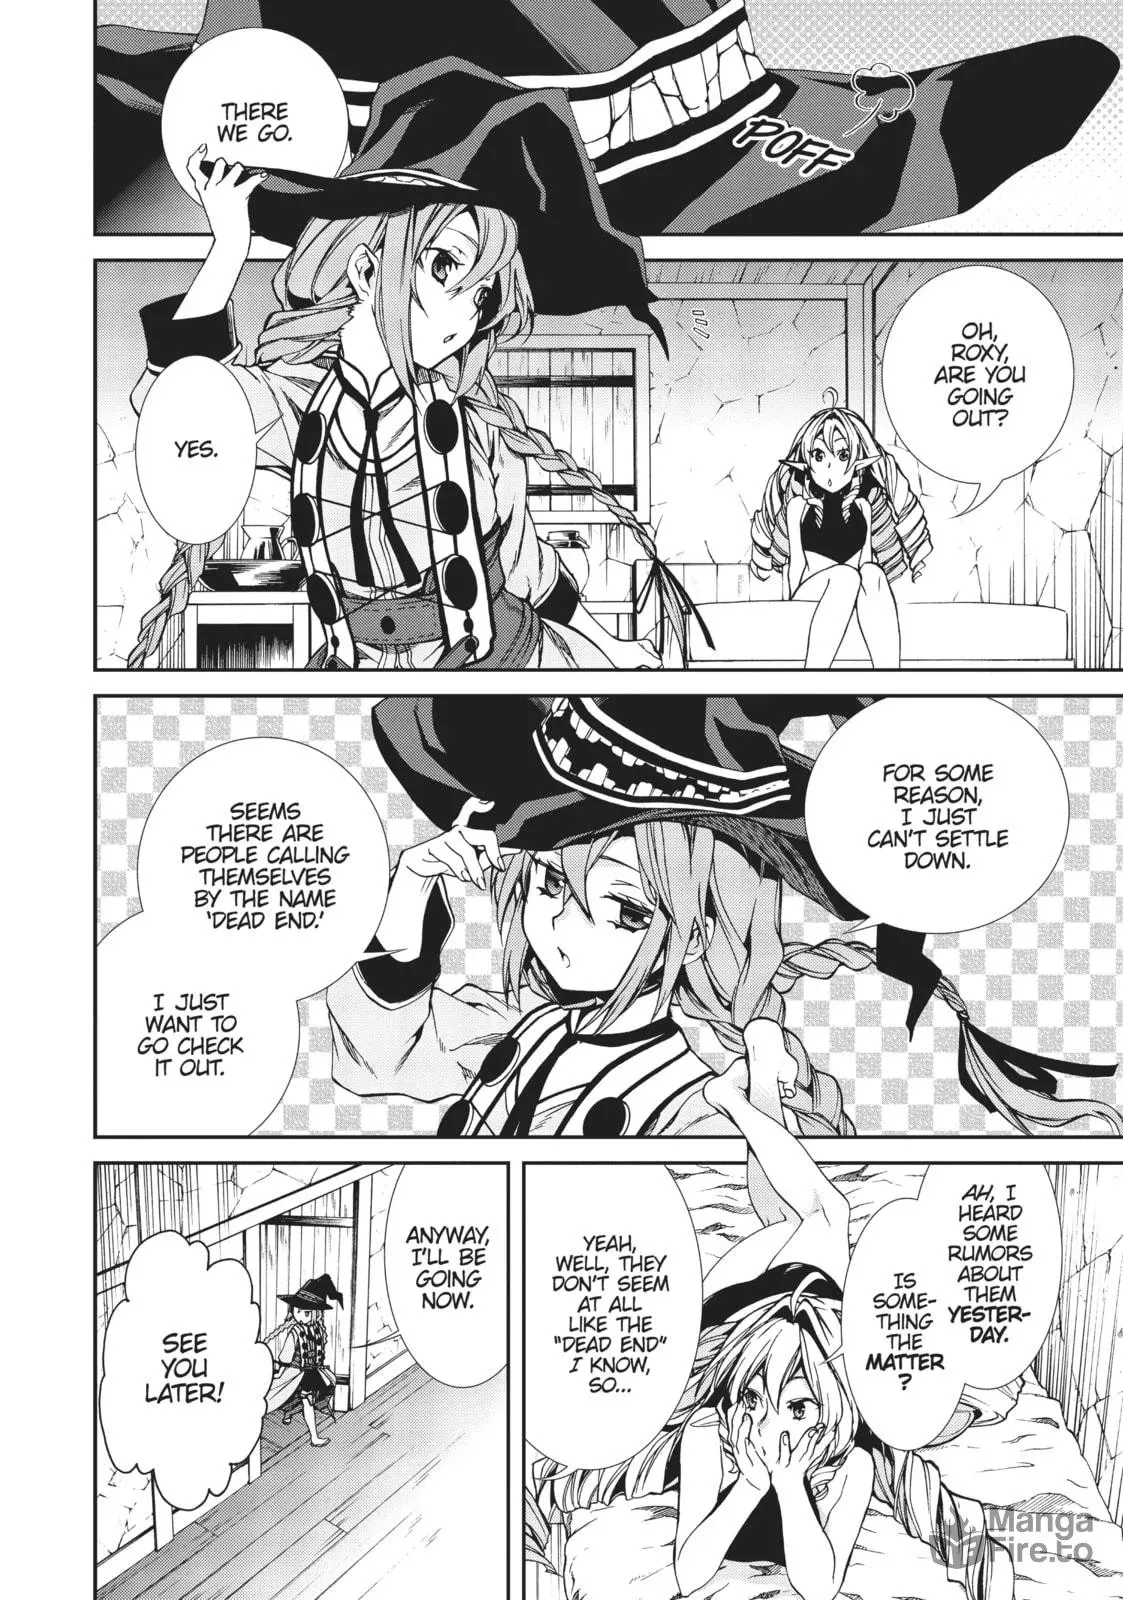 POFF
THERE
WE GO.
OH,
ROXY,
ARE YOU
GOING
OUT?
YES.
FOR SOME
REASON,
I JUST
CAN'T SETTLE
DOWN.
SEEMS
THERE ARE
PEOPLE CALLING
THEMSELVES
BY THE NAME
'DEAD END.'
I JUST
WANT TO
GO CHECK
IT OUT.
AH, I
HEARD
SOME
RUMORS
ABOUT
THEM
YESTER-
DAY.
IS
SOME-
THING
THE
MATTER
?
YEAH,
WELL, THEY
DON'T SEEM
AT ALL
LIKE THE
"DEAD END"
I KNOW,
SO...
ANYWAY,
I'LL BE
GOING
NOW.
SEE
YOU
LATER!
Manga
Fire.to